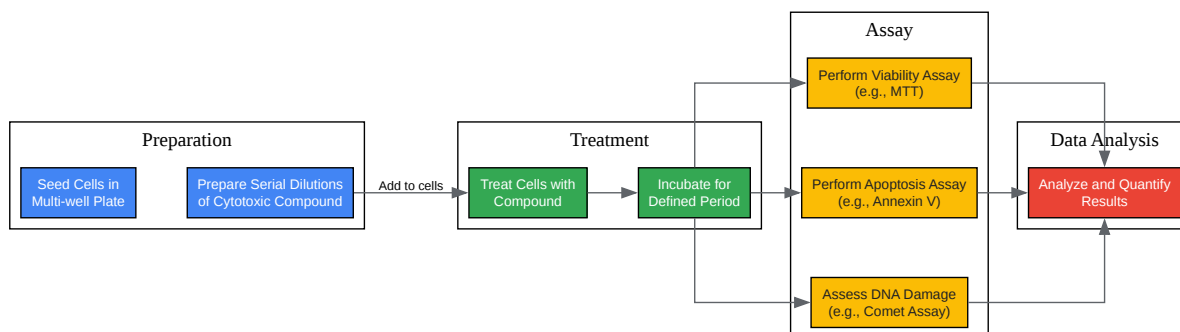 Preparation
Seed Cells in
Multi-well Plate
Prepare Serial Dilutions
of Cytotoxic Compound
Add to cells
Treatment
Treat Cells with
Compound
Incubate for
Defined Period
Assay
Perform Viability Assay
(e.g., MTT)
Perform Apoptosis Assay
(e.g., Annexin V)
Assess DNA Damage
(e.g., Comet Assay)
Data Analysis
Analyze and Quantify
Results